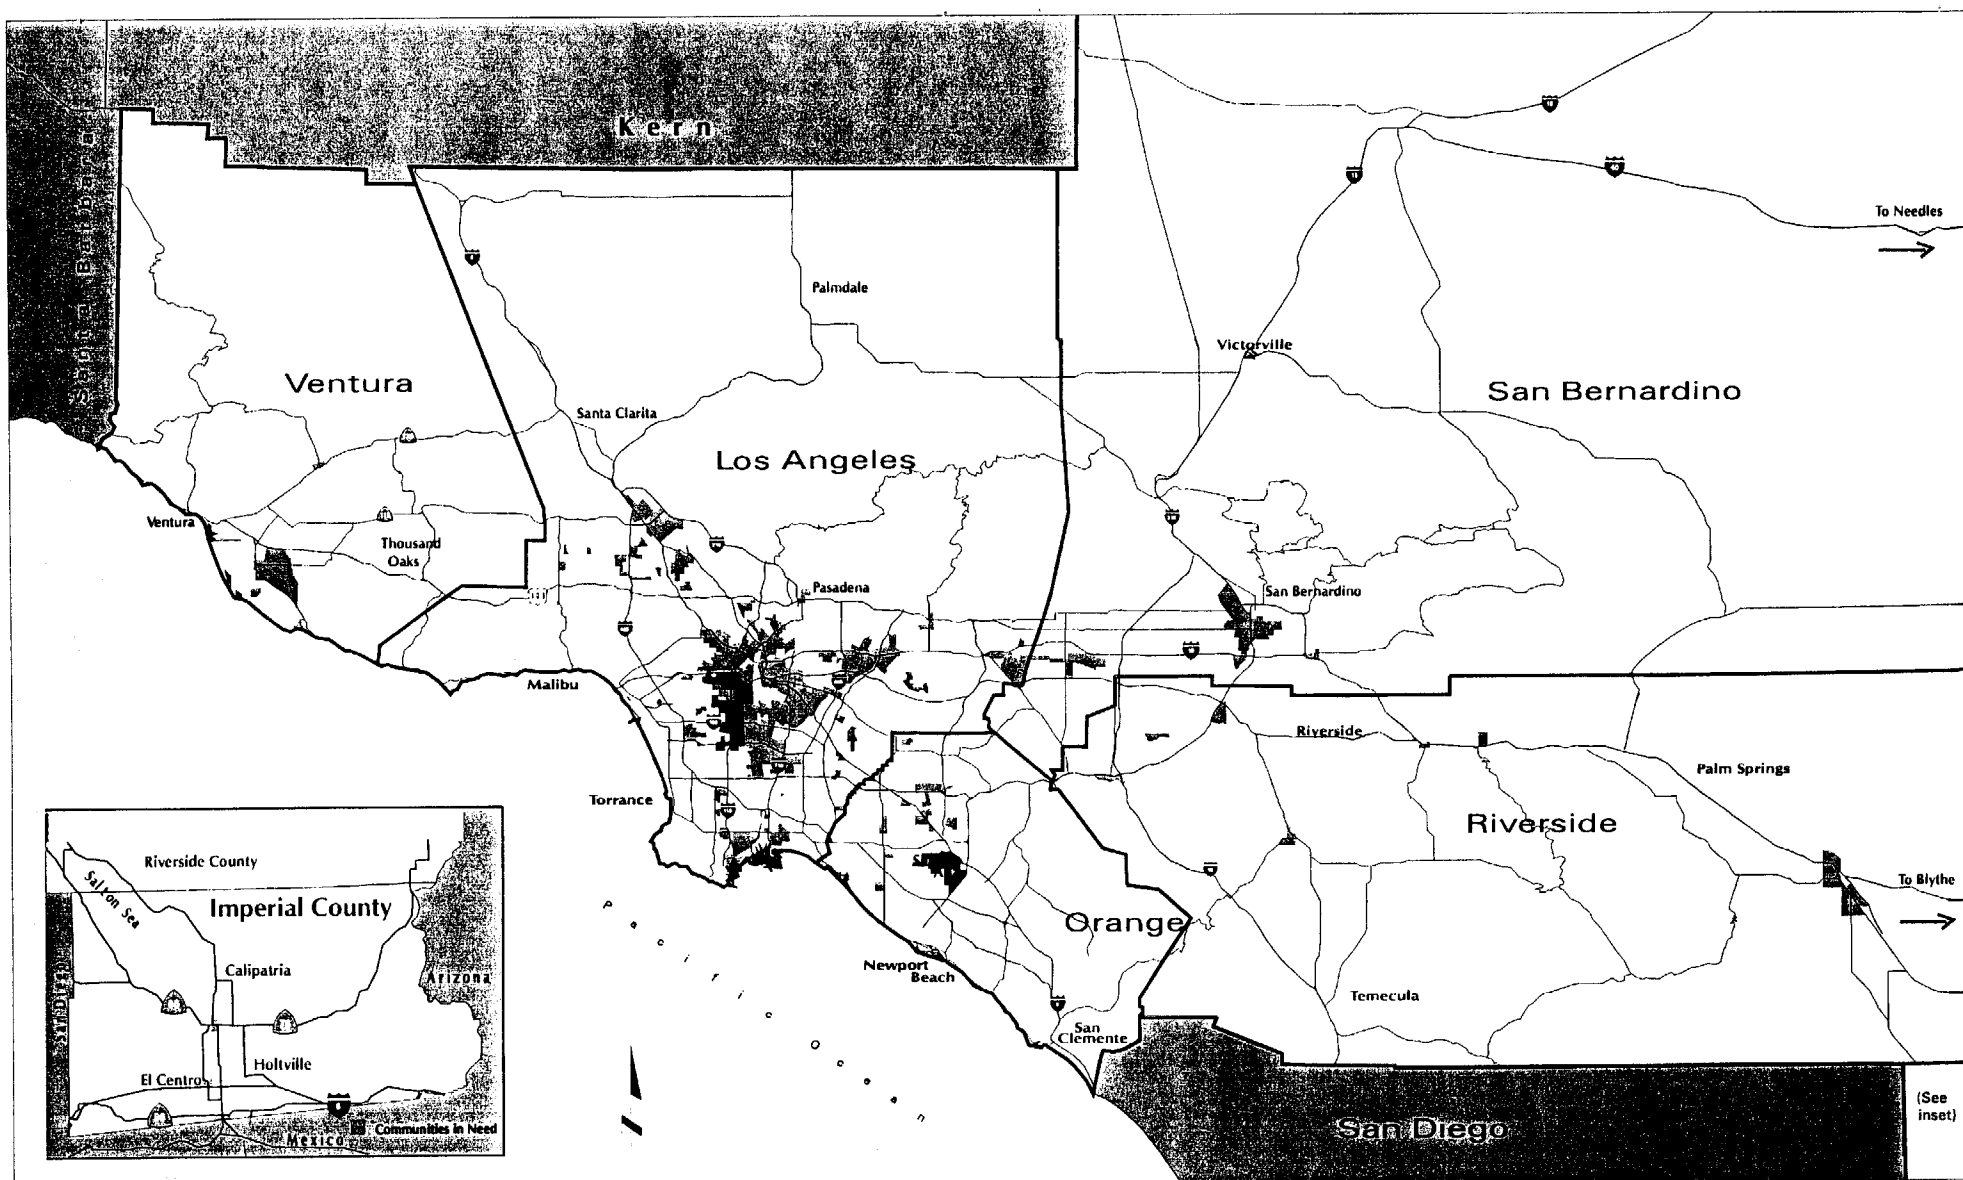 Kern
Santa Barbara
To Needles
Palmdale
Victorville
Ventura
San Bernardino
Santa Clarita
Los Angeles
Ventura
Thousand
Oaks
Pasadena
San Bernardino
Malibu
Riverside
Palm Springs
Torrance
Riverside
To Blythe
Orange
Newport
Beach
Temecula
San
Clemente
Pacific Ocean
San Diego
(See
inset)
Riverside County
Salton Sea
Imperial County
Calipatria
Arizona
San Diego
Holtville
El Centro
Mexico
Communities in Need